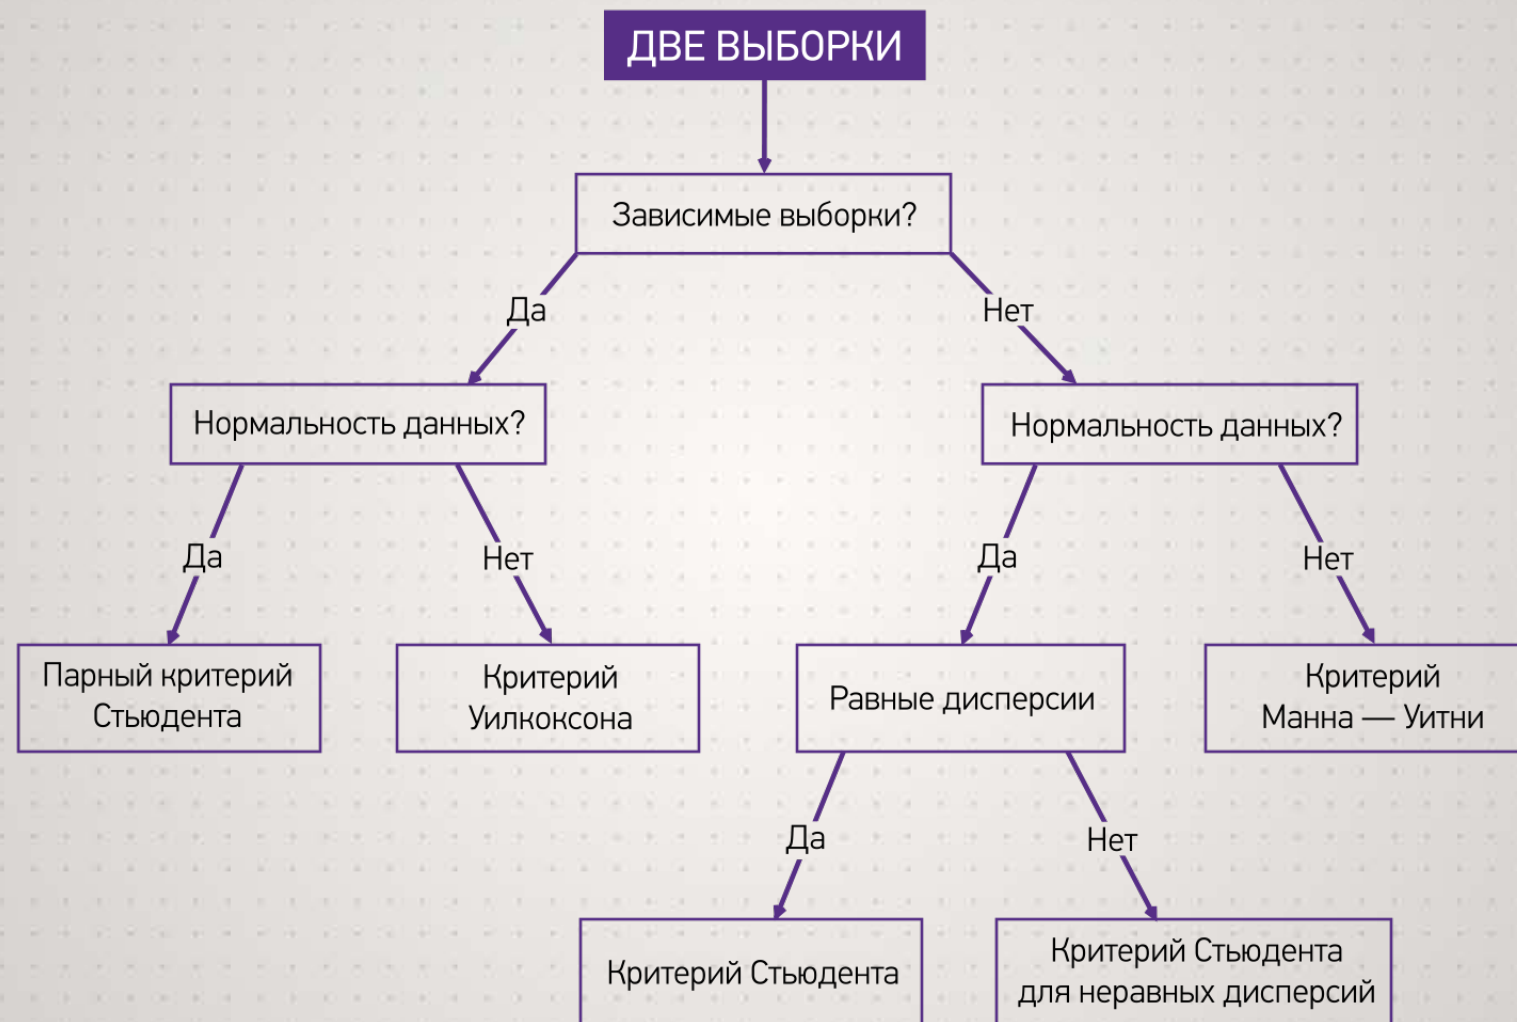 ДВЕ ВЫБОРКИ
Зависимые выборки?
Да
Нет
Нормальность данных?
Нормальность данных?
Да
Нет
Да
Нет
Парный критерий
Стьюдента
Критерий
Уилкоксона
Равные дисперсии
Критерий
Манна — Уитни
Да
Нет
Критерий Стьюдента
Критерий Стьюдента
для неравных дисперсий